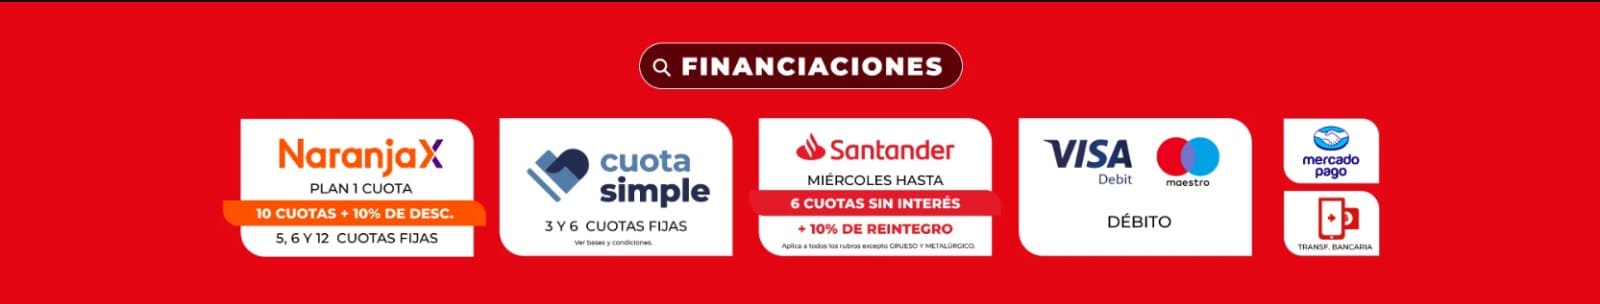 FINANCIACIONES
NaranjaX
PLAN 1 CUOTA
10 CUOTAS + 10% DE DESC.
5, 6 Y 12 CUOTAS FIJAS
cuota
simple
3 Y 6 CUOTAS FIJAS
Ver bases y condiciones.
Santander
MIÉRCOLES HASTA
6 CUOTAS SIN INTERÉS
+ 10% DE REINTEGRO
Aplica a todos los rubros excepto GRUESO Y METALÚRGICO.
VISA
Debit
maestro
DÉBITO
mercado
pago
TRANSF. BANCARIA